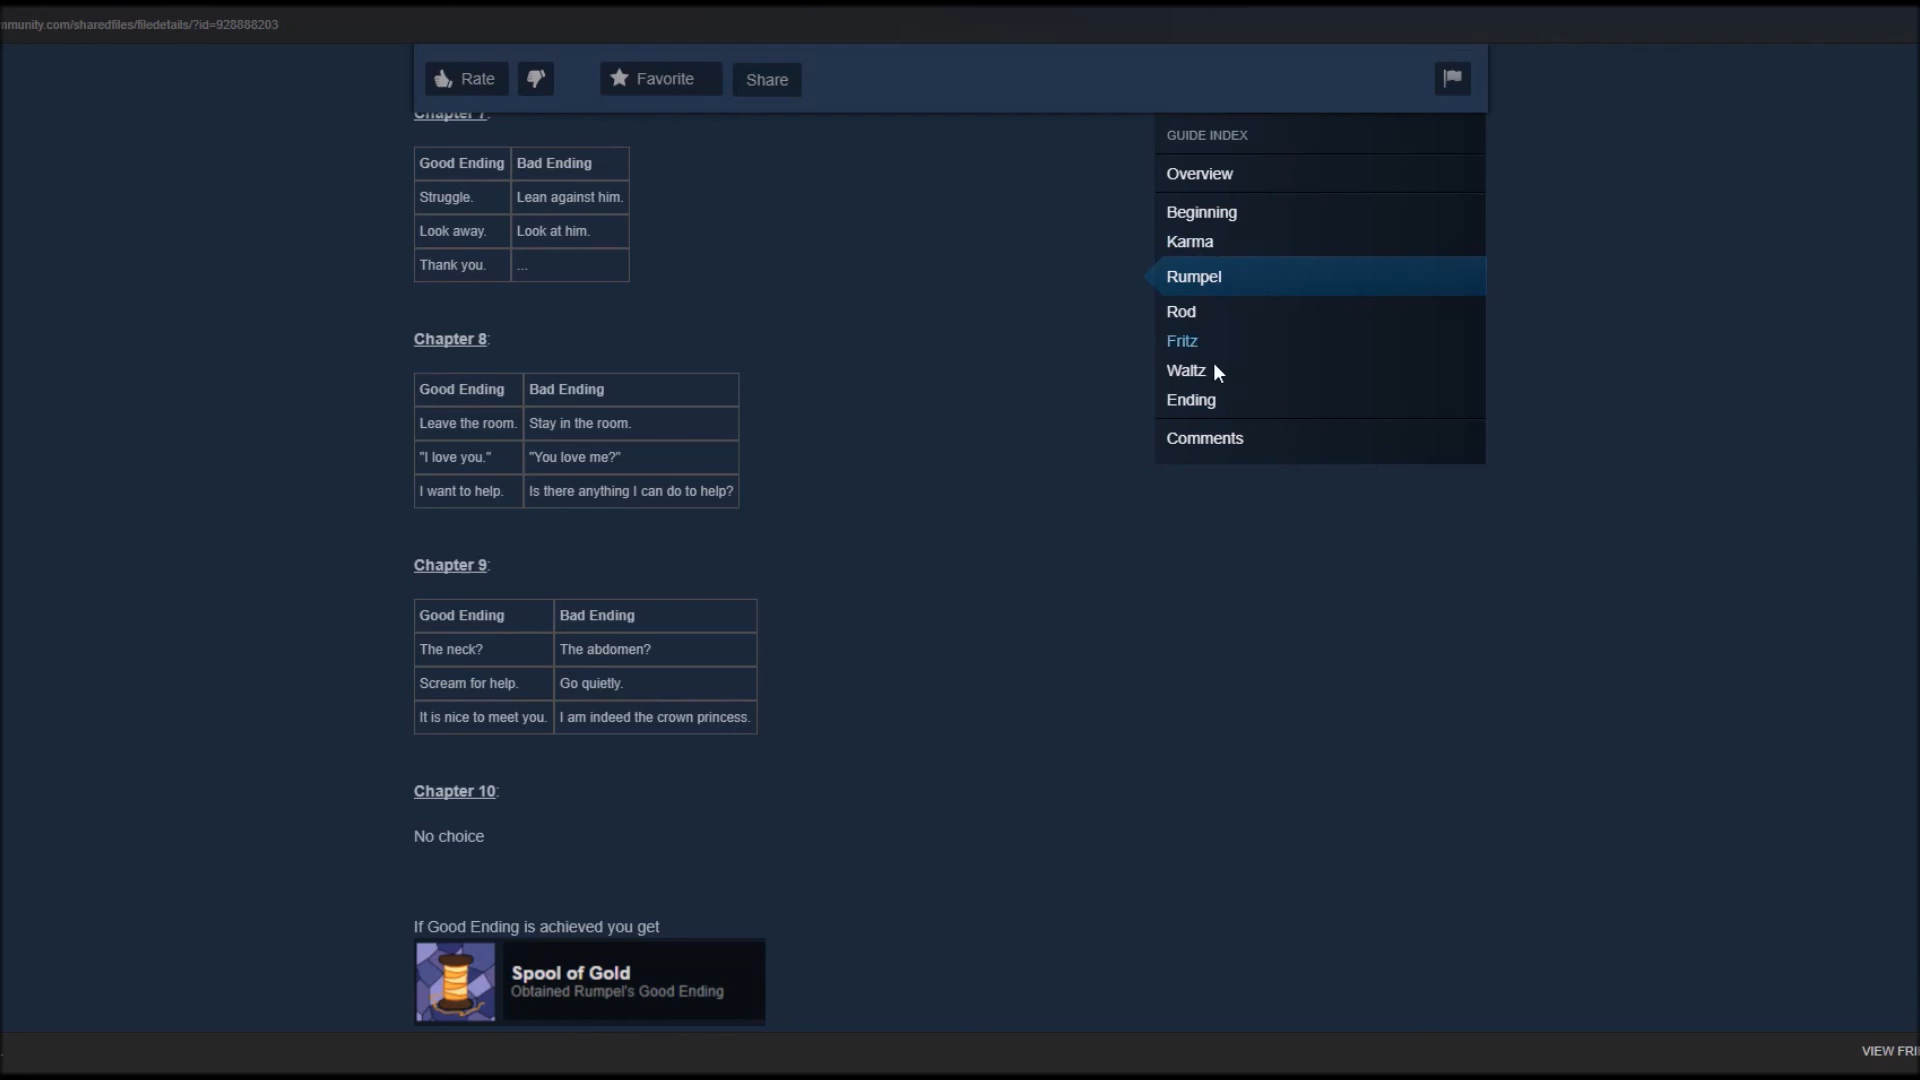 mmunity.com/sharedfiles/filedetails/?id=928888203
Rate
Favorite
Share
Chapter 7:
Good Ending Bad Ending
Struggle. Lean against him.
Look away. Look at him.
Thank you. ...
Chapter 8:
Good Ending Bad Ending
Leave the room. Stay in the room.
"I love you." "You love me?"
I want to help. Is there anything I can do to help?
Chapter 9:
Good Ending Bad Ending
The neck? The abdomen?
Scream for help. Go quietly.
It is nice to meet you. I am indeed the crown princess.
Chapter 10:
No choice
If Good Ending is achieved you get
Spool of Gold
Obtained Rumpel's Good Ending
GUIDE INDEX
Overview
Beginning
Karma
Rumpel
Rod
Fritz
Waltz
Ending
Comments
VIEW FRI